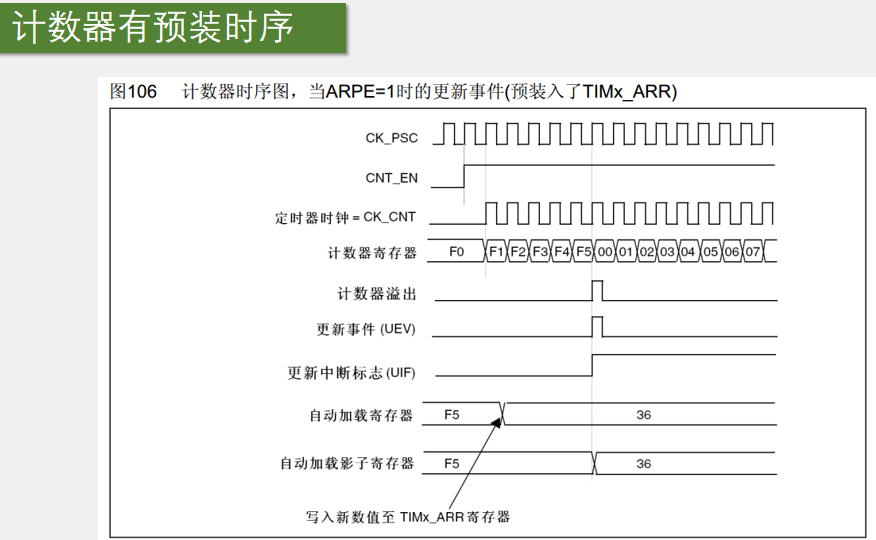 计数器有预装时序
图106 计数器时序图，当ARPE=1时的更新事件(预装入了TIMx_ARR)
CK_PSC
CNT_EN
定时器时钟 = CK_CNT
计数器寄存器 F0 F1 F2 F3 F4 F5 00 01 02 03 04 05 06 07
计数器溢出
更新事件 (UEV)
更新中断标志 (UIF)
自动加载寄存器 F5 36
自动加载影子寄存器 F5 36
写入新数值至 TIMx_ARR寄存器